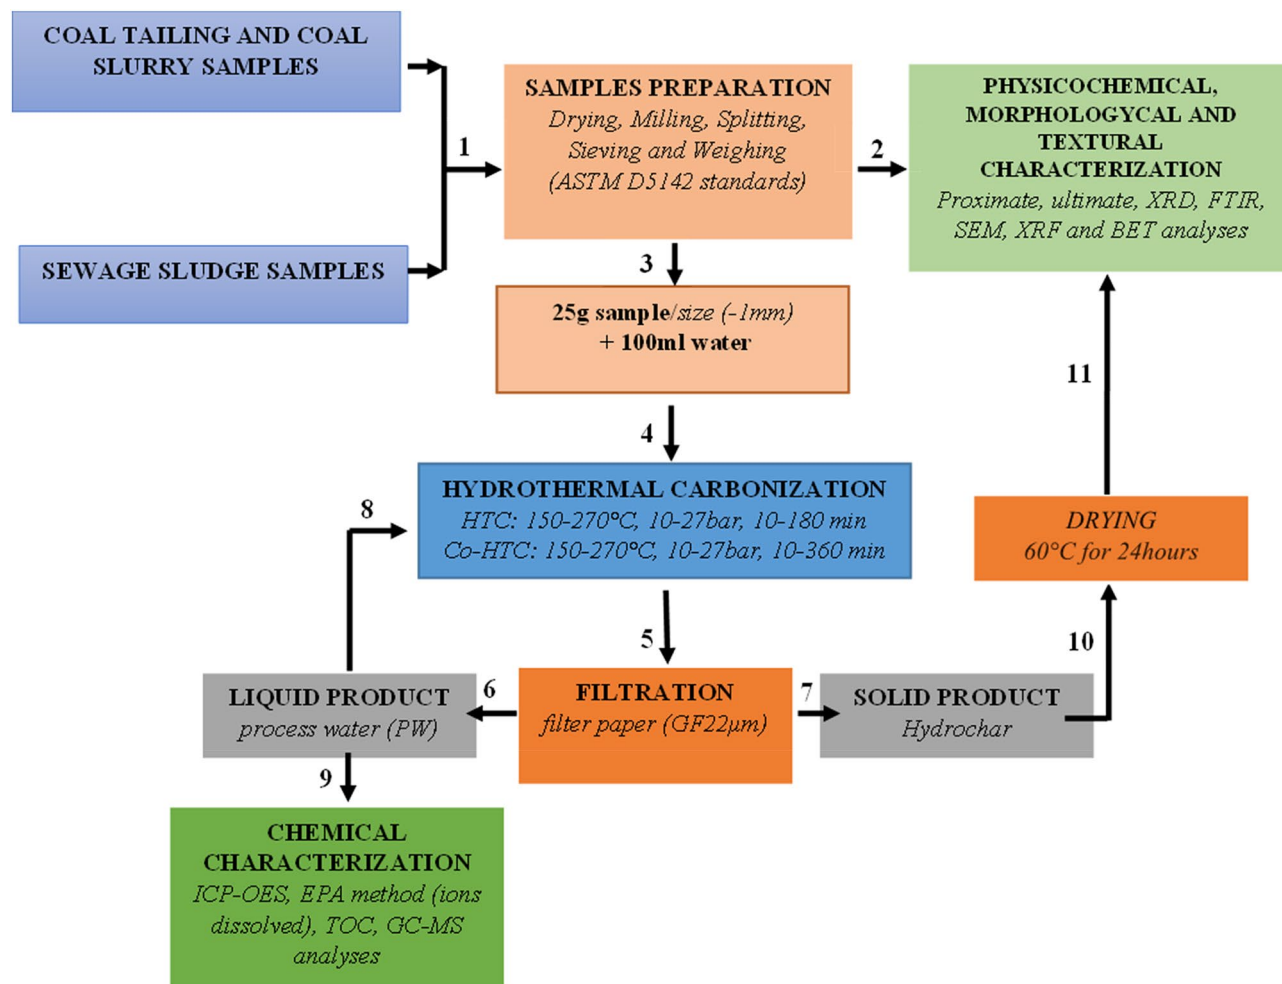 COAL TAILING AND COAL
SLURRY SAMPLES
SEWAGE SLUDGE SAMPLES
1
SAMPLES PREPARATION
Drying, Milling, Splitting,
Sieving and Weighing
(ASTM D5142 standards)
2
PHYSICOCHEMICAL,
MORPHOLOGYCAL AND
TEXTURAL
CHARACTERIZATION
Proximate, ultimate, XRD, FTIR,
SEM, XRF and BET analyses
3
25g sample/size (-1mm)
+ 100ml water
4
HYDROTHERMAL CARBONIZATION
HTC: 150-270°C, 10-27bar, 10-180 min
Co-HTC: 150-270°C, 10-27bar, 10-360 min
5
FILTRATION
filter paper (GF22µm)
6
LIQUID PRODUCT
process water (PW)
7
SOLID PRODUCT
Hydrochar
8
9
CHEMICAL
CHARACTERIZATION
ICP-OES, EPA method (ions
dissolved), TOC, GC-MS
analyses
10
DRYING
60°C for 24hours
11